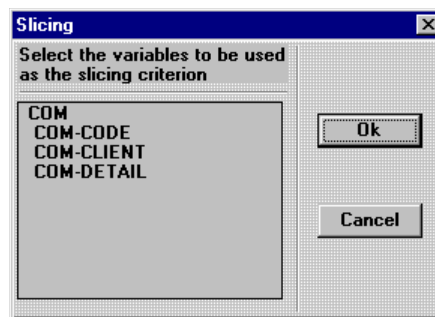 Slicing
Select the variables to be used
as the slicing criterion
COM
COM-CODE
COM-CLIENT
COM-DETAIL
Ok
Cancel